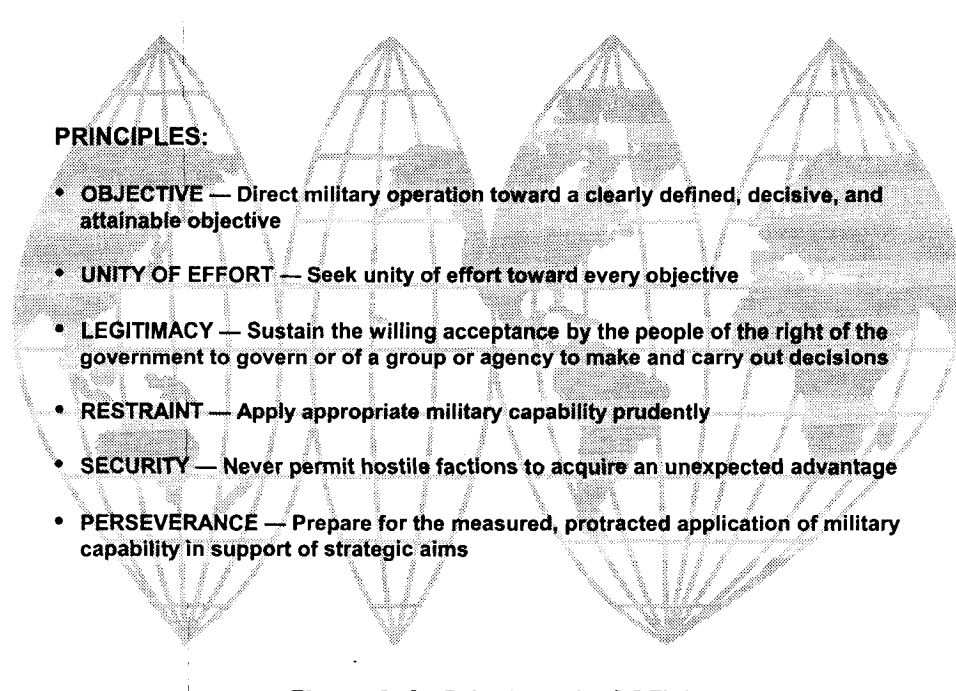 PRINCIPLES:
• OBJECTIVE — Direct military operation toward a clearly defined, decisive, and
attainable objective
• UNITY OF EFFORT — Seek unity of effort toward every objective
• LEGITIMACY — Sustain the willing acceptance by the people of the right of the
government to govern or of a group or agency to make and carry out decisions
• RESTRAINT — Apply appropriate military capability prudently
• SECURITY — Never permit hostile factions to acquire an unexpected advantage
• PERSEVERANCE — Prepare for the measured, protracted application of military
capability in support of strategic aims